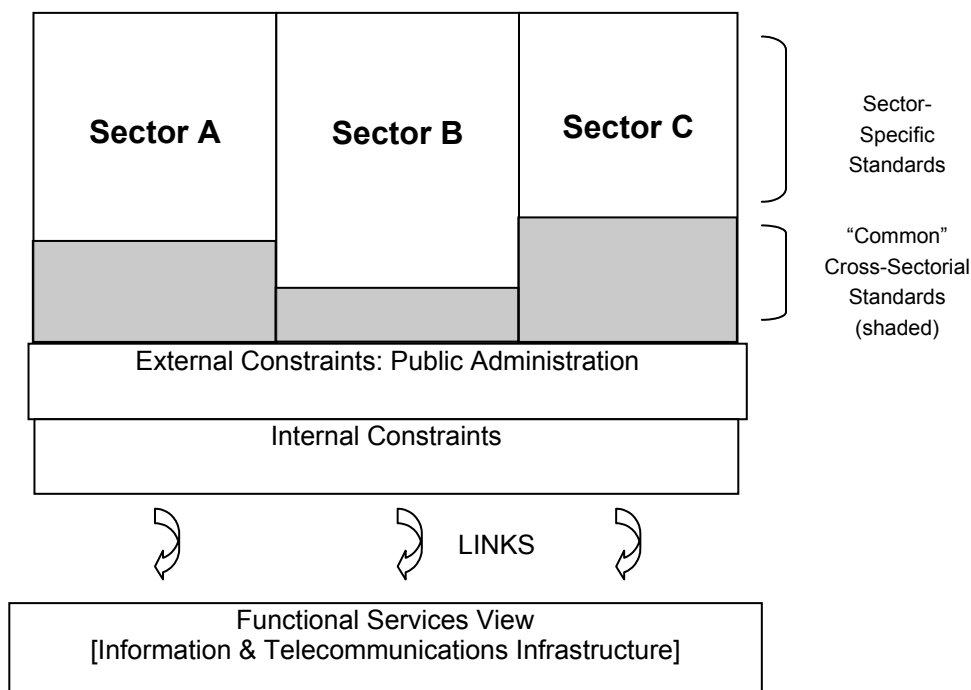 Sector A
Sector B
Sector C
Sector-
Specific
Standards
“Common”
Cross-Sectorial
Standards
(shaded)
External Constraints: Public Administration
Internal Constraints
LINKS
Functional Services View
[Information & Telecommunications Infrastructure]